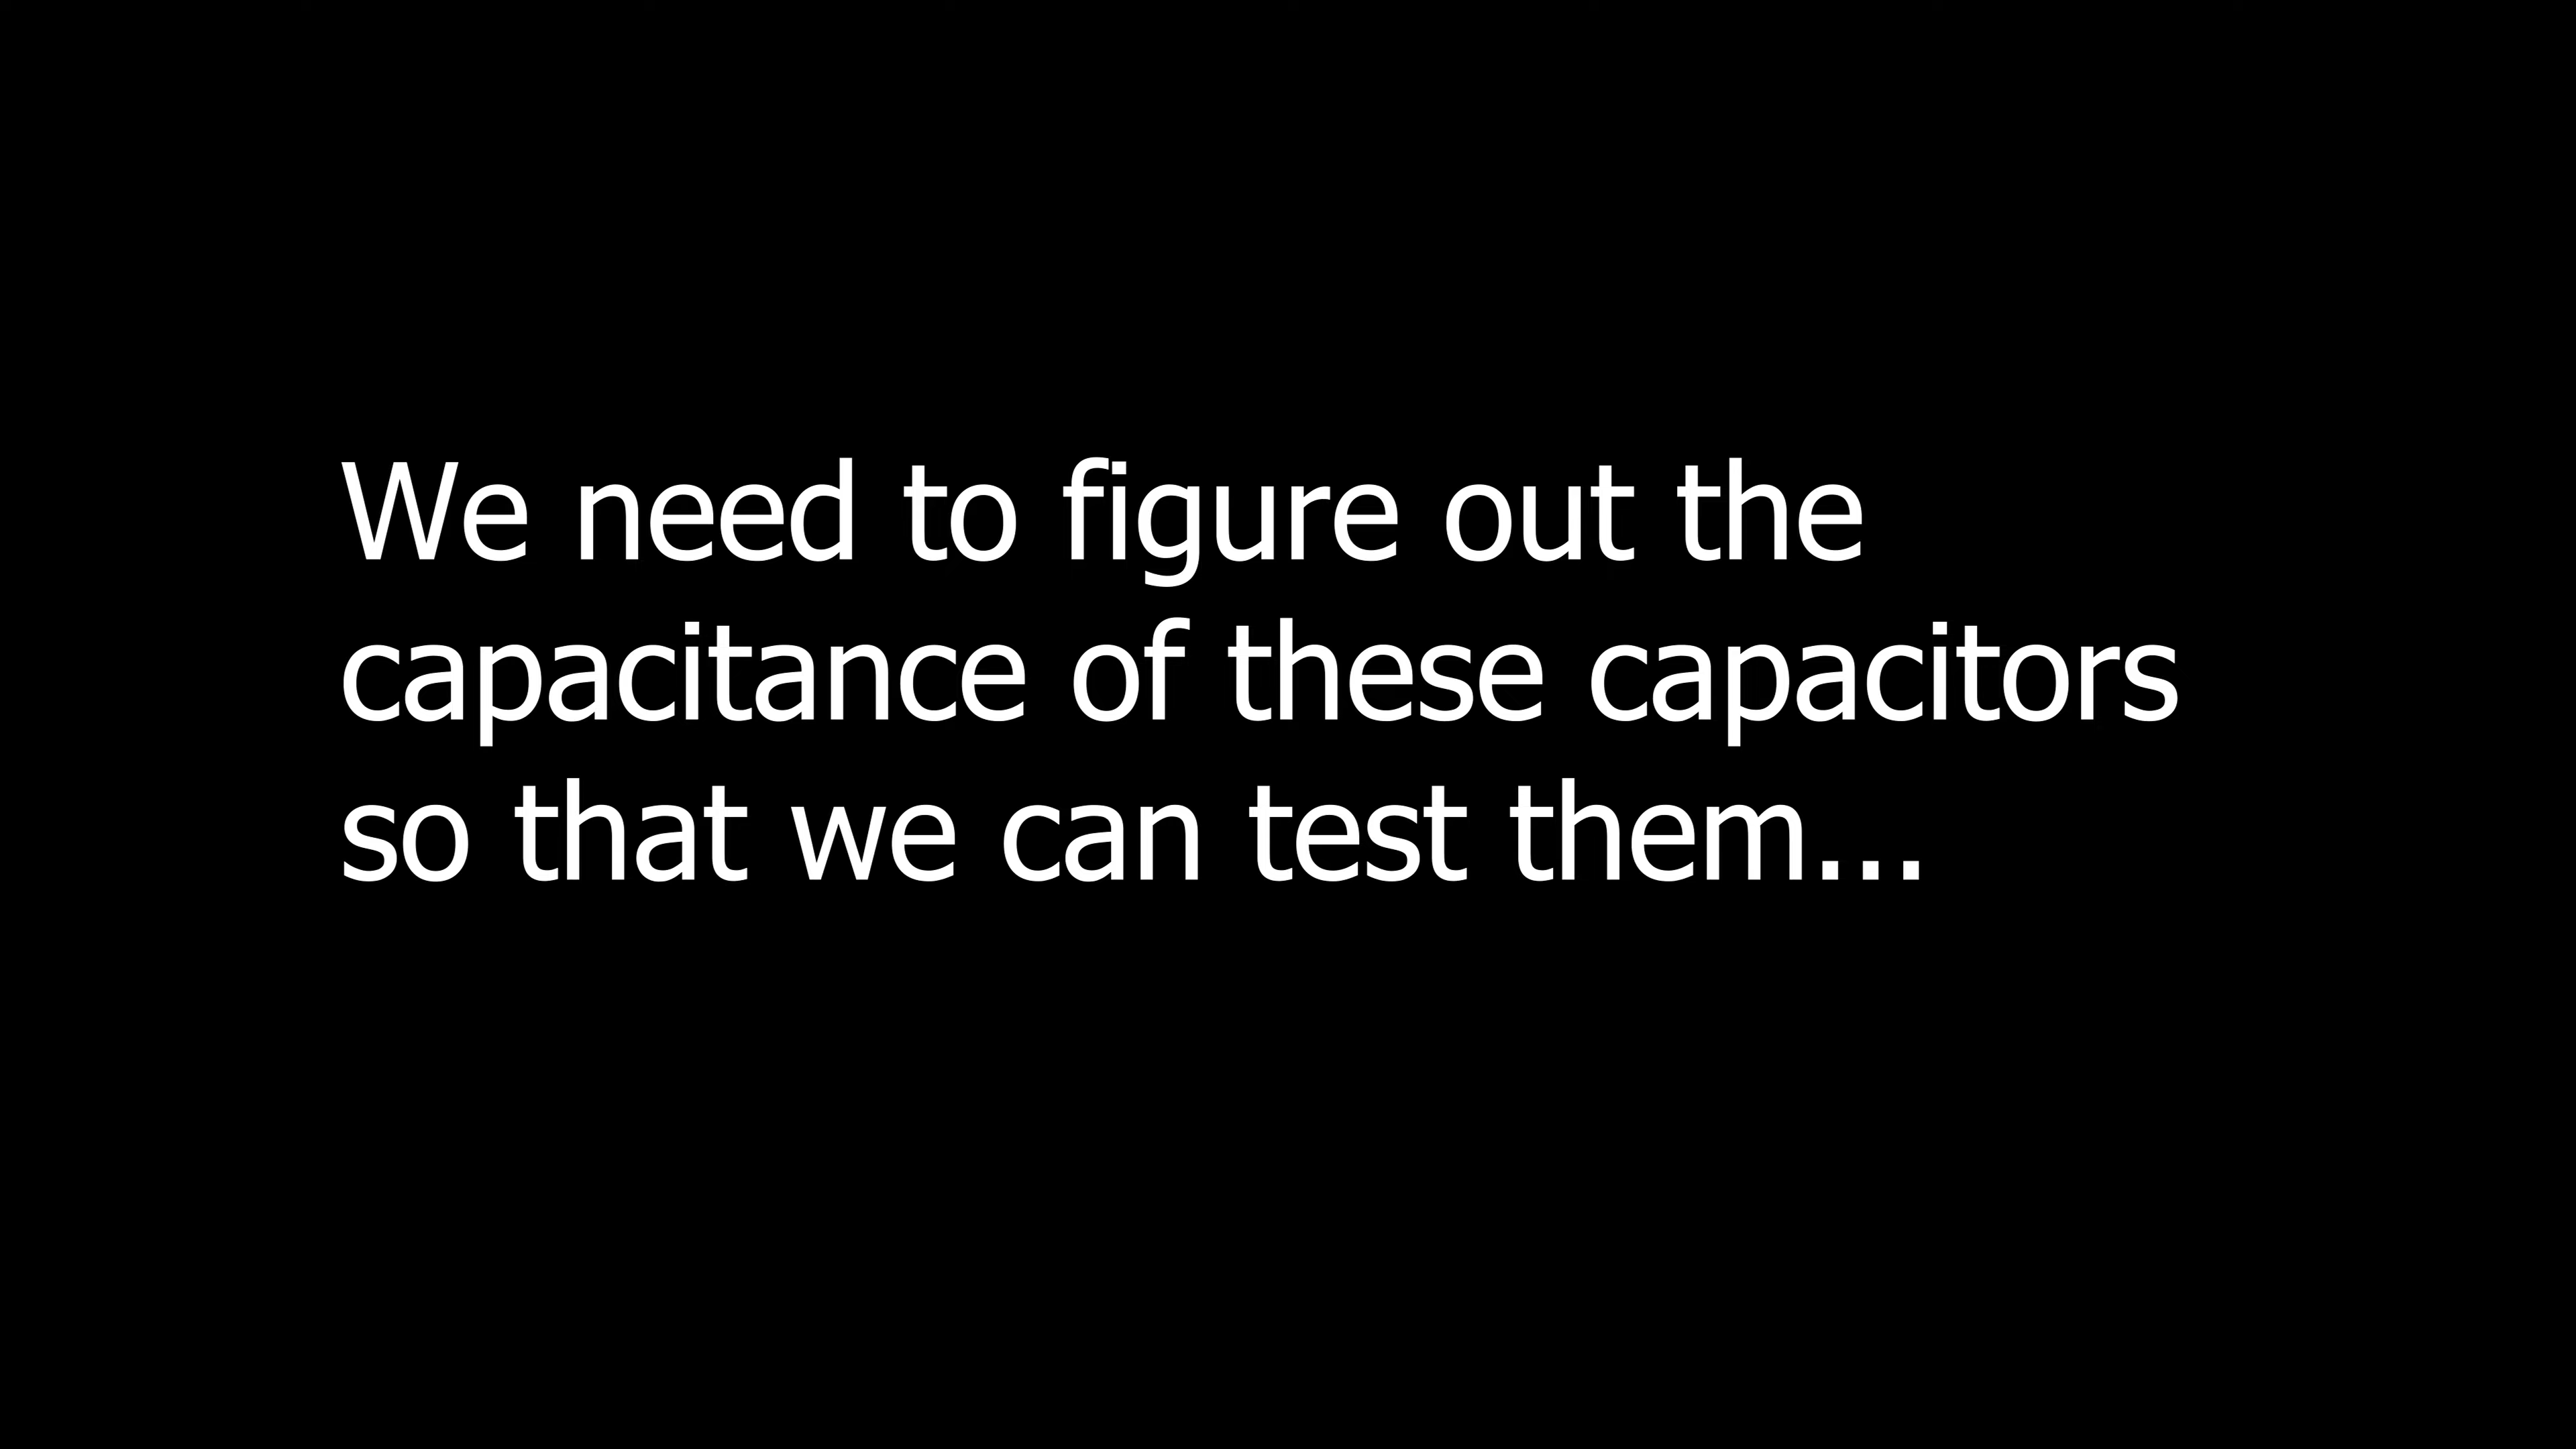 We need to figure out the
capacitance of these capacitors
so that we can test them...